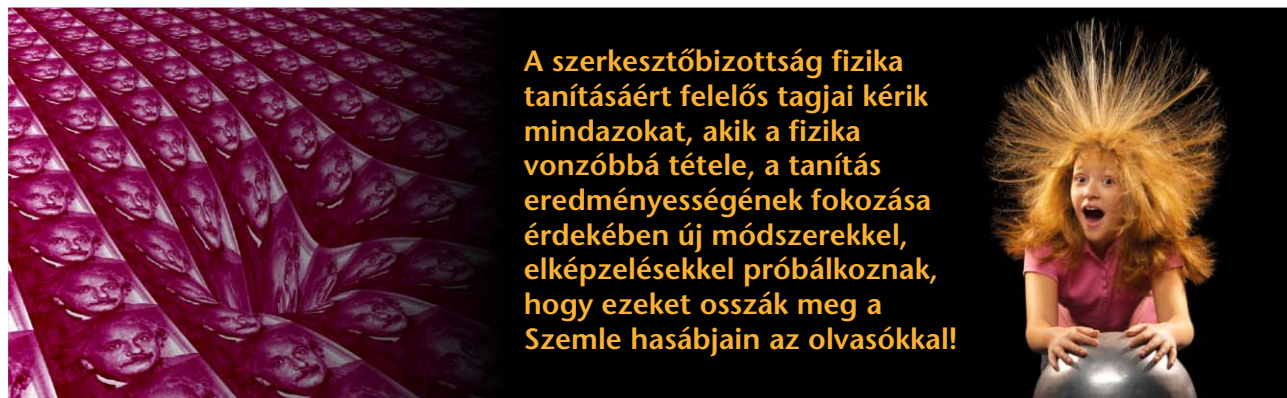 A szerkesztőbizottság fizika
tanításáért felelős tagjai kérik
mindazokat, akik a fizika
vonzóbbá tétele, a tanítás
eredményességének fokozása
érdekében új módszerekkel,
elképzelésekkel próbálkoznak,
hogy ezeket osszák meg a
Szemle hasábjain az olvasókkal!